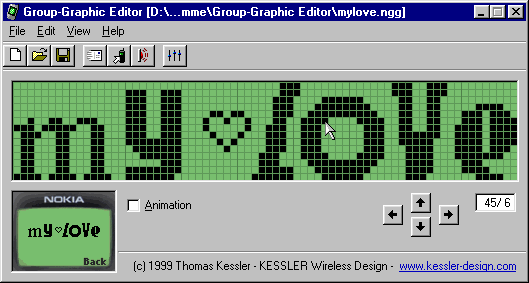 Group-Graphic Editor [D:\...mme\Group-Graphic Editor\mylove.ngg]
File Edit View Help
my♡love
NOKIA
my♡love
Back
Animation
45/ 6
(c) 1999 Thomas Kessler - KESSLER Wireless Design - www.kessler-design.com